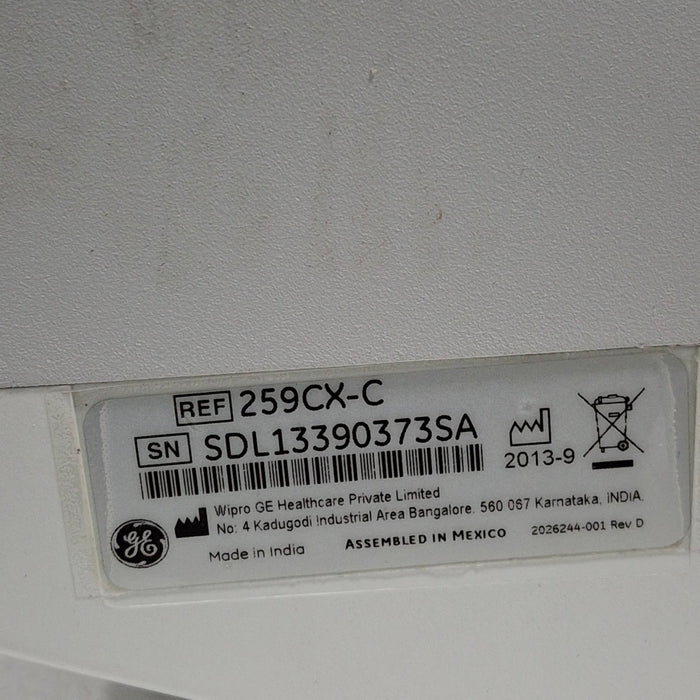 REF 259CX-C
SN SDL13390373SA
2013-9
Wipro GE Healthcare Private Limited
No: 4 Kadugodi Industrial Area Bangalore. 560 067 Karnataka, iNDIA.
GE
Made in India
ASSEMBLED IN MEXICO
2026244-001 Rev D